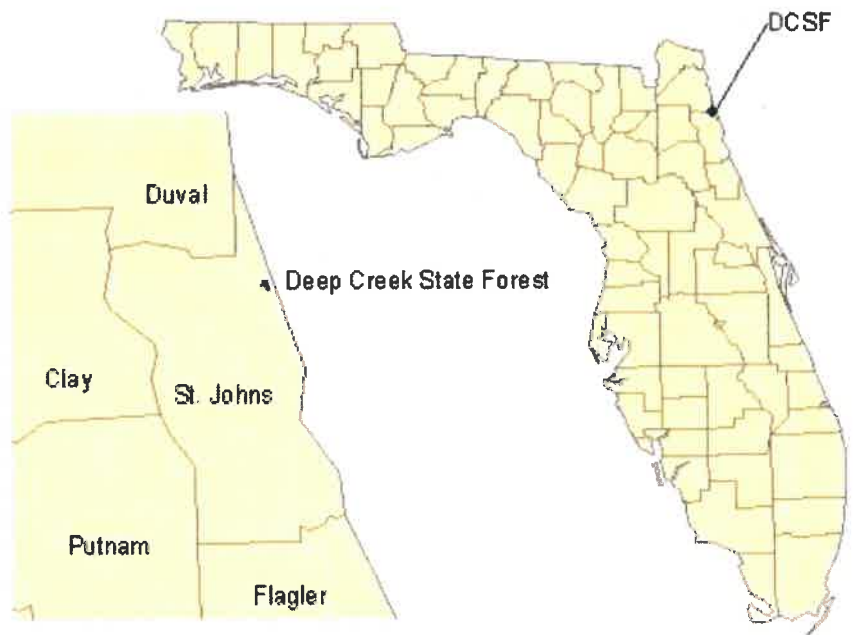 DCSF
Duval
Deep Creek State Forest
Clay
St. Johns
Putnam
Flagler